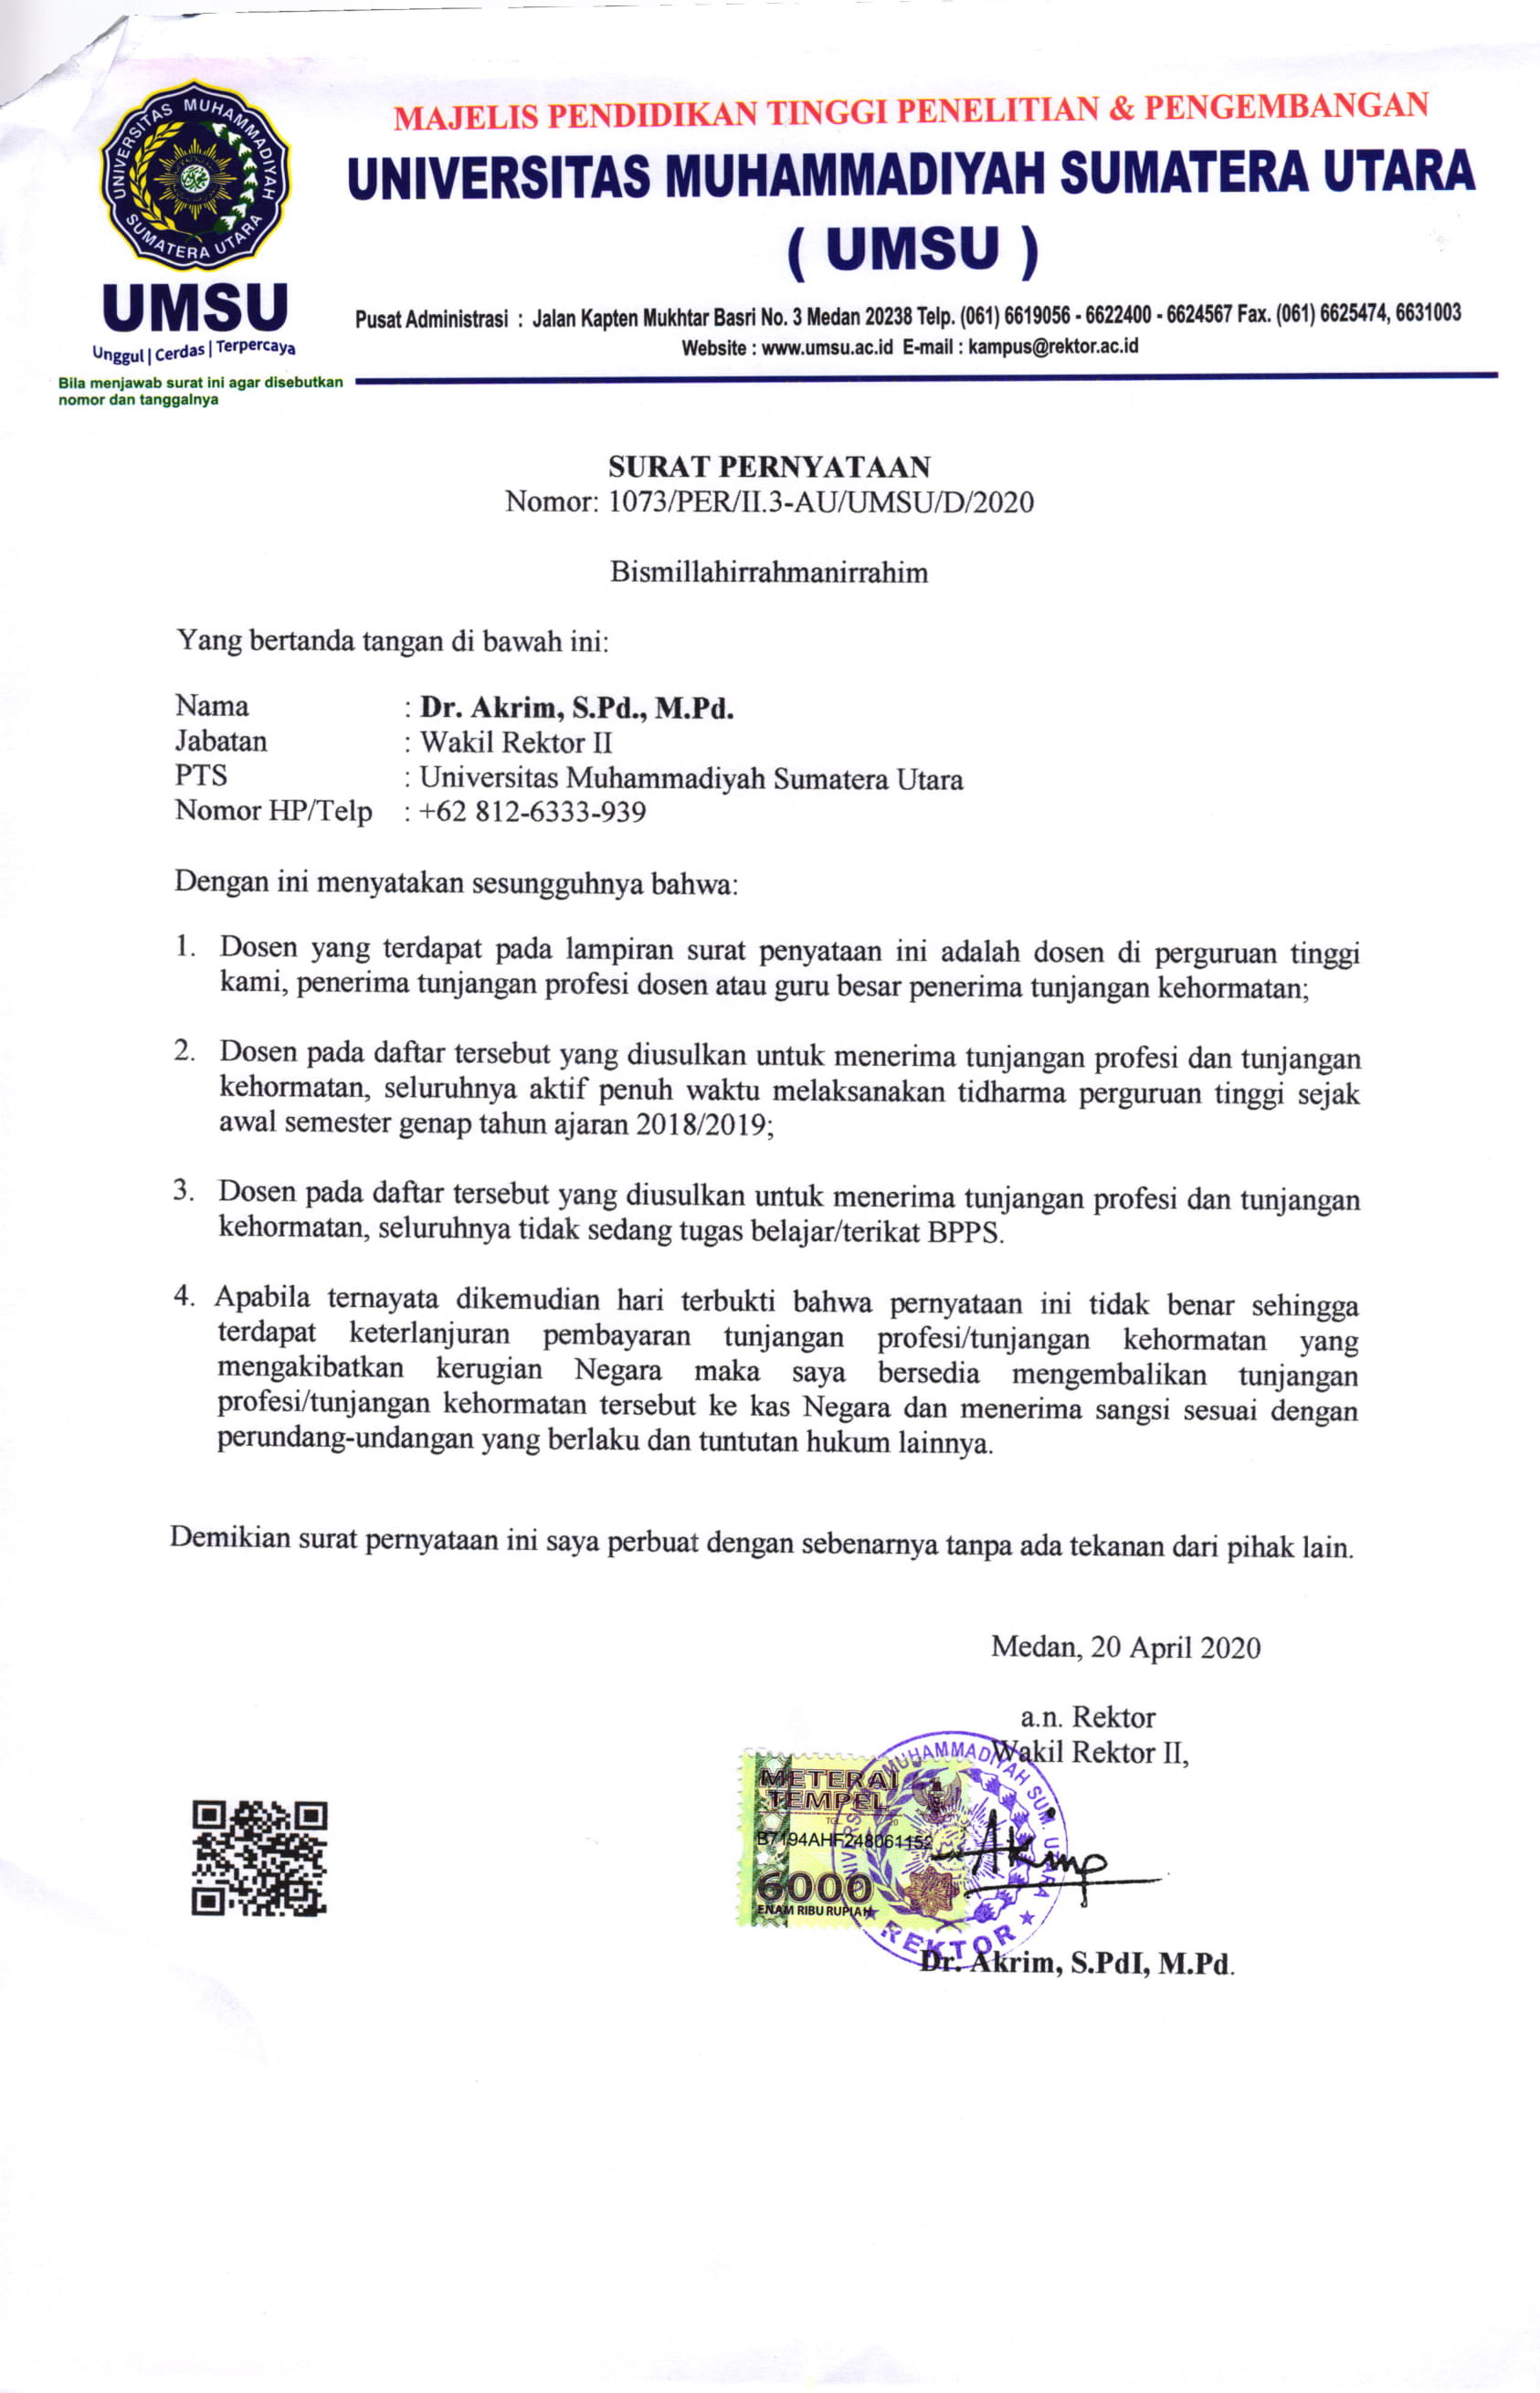 UNIVERSITAS MUHAMMADIYAH
SUMATERA UTARA
UMSU
Unggul | Cerdas | Terpercaya
Bila menjawab surat ini agar disebutkan
nomor dan tanggalnya
MAJELIS PENDIDIKAN TINGGI PENELITIAN & PENGEMBANGAN
UNIVERSITAS MUHAMMADIYAH SUMATERA UTARA
( UMSU )
Pusat Administrasi : Jalan Kapten Mukhtar Basri No. 3 Medan 20238 Telp. (061) 6619056 - 6622400 - 6624567 Fax. (061) 6625474, 6631003
Website : www.umsu.ac.id E-mail : kampus@rektor.ac.id
SURAT PERNYATAAN
Nomor: 1073/PER/II.3-AU/UMSU/D/2020
Bismillahirrahmanirrahim
Yang bertanda tangan di bawah ini:
Nama : Dr. Akrim, S.Pd., M.Pd.
Jabatan : Wakil Rektor II
PTS : Universitas Muhammadiyah Sumatera Utara
Nomor HP/Telp : +62 812-6333-939
Dengan ini menyatakan sesungguhnya bahwa:
1. Dosen yang terdapat pada lampiran surat penyataan ini adalah dosen di perguruan tinggi
kami, penerima tunjangan profesi dosen atau guru besar penerima tunjangan kehormatan;
2. Dosen pada daftar tersebut yang diusulkan untuk menerima tunjangan profesi dan tunjangan
kehormatan, seluruhnya aktif penuh waktu melaksanakan tidharma perguruan tinggi sejak
awal semester genap tahun ajaran 2018/2019;
3. Dosen pada daftar tersebut yang diusulkan untuk menerima tunjangan profesi dan tunjangan
kehormatan, seluruhnya tidak sedang tugas belajar/terikat BPPS.
4. Apabila ternayata dikemudian hari terbukti bahwa pernyataan ini tidak benar sehingga
terdapat keterlanjuran pembayaran tunjangan profesi/tunjangan kehormatan yang
mengakibatkan kerugian Negara maka saya bersedia mengembalikan tunjangan
profesi/tunjangan kehormatan tersebut ke kas Negara dan menerima sangsi sesuai dengan
perundang-undangan yang berlaku dan tuntutan hukum lainnya.
Demikian surat pernyataan ini saya perbuat dengan sebenarnya tanpa ada tekanan dari pihak lain.
Medan, 20 April 2020
a.n. Rektor
Wakil Rektor II,
METERAI
TEMPEL
TGL. 20
B7194AHF248061152
6000
ENAM RIBU RUPIAH
MUHAMMADIYAH SUM. UTARA
REKTOR
Dr. Akrim, S.PdI, M.Pd.